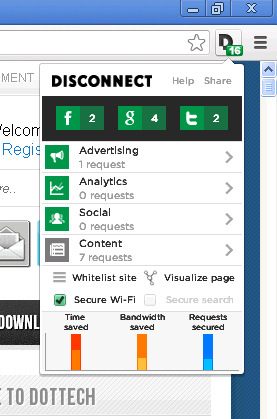 D
16
MENT
DISCONNECT
Help
Share
f 2
g 4
t 2
Welcom
Regis
Advertising
1 request
Analytics
0 requests
re..
Social
0 requests
Content
7 requests
Whitelist site
Visualize page
Secure Wi-Fi
Secure search
OWNL
Time
saved
Bandwidth
saved
Requests
secured
E TO DOTTECH